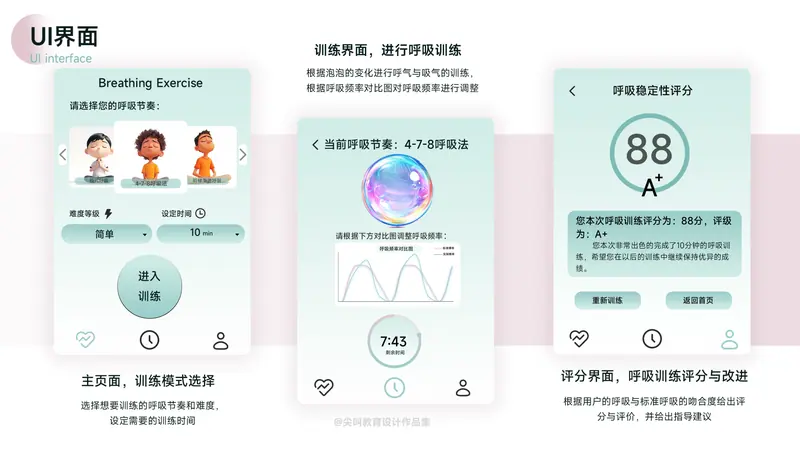 UI界面
UI interface
Breathing Exercise
请选择您的呼吸节奏：
4-7-8呼吸法
难度等级
设定时间
简单
10 min
进入
训练
主页面，训练模式选择
选择想要训练的呼吸节奏和难度，
设定需要的训练时间
训练界面，进行呼吸训练
根据泡泡的变化进行呼气与吸气的训练，
根据呼吸频率对比图对呼吸频率进行调整
当前呼吸节奏：4-7-8呼吸法
请根据下方对比图调整呼吸频率：
呼吸频率对比图
7:43
剩余时间
@尖叫教育设计作品集
呼吸稳定性评分
88
A+
您本次呼吸训练评分为：88分，评级
为：A+
您本次非常出色的完成了10分钟的呼吸训
练，希望您在以后的训练中继续保持优异的成
绩。
重新训练
返回首页
评分界面，呼吸训练评分与改进
根据用户的呼吸与标准呼吸的吻合度给出评
分与评价，并给出指导建议